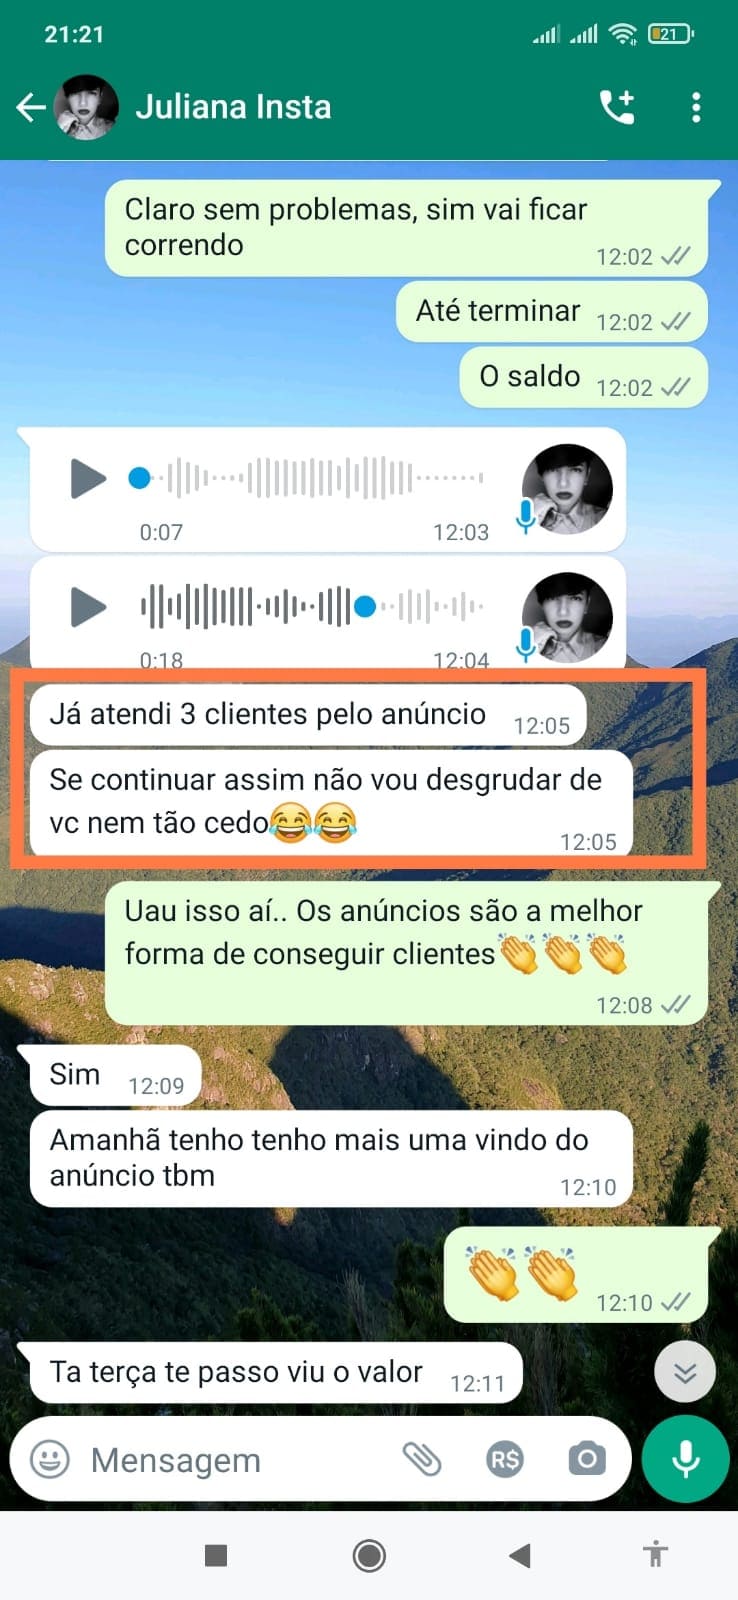 21:21
21
Juliana Insta
Claro sem problemas, sim vai ficar
correndo
12:02
Até terminar 12:02
O saldo 12:02
0:07 12:03
0:18 12:04
Já atendi 3 clientes pelo anúncio 12:05
Se continuar assim não vou desgrudar de
vc nem tão cedo😂😂
12:05
Uau isso aí.. Os anúncios são a melhor
forma de conseguir clientes👏👏👏
12:08
Sim 12:09
Amanhã tenho tenho mais uma vindo do
anúncio tbm
12:10
👏👏 12:10
Ta terça te passo viu o valor 12:11
Mensagem R$